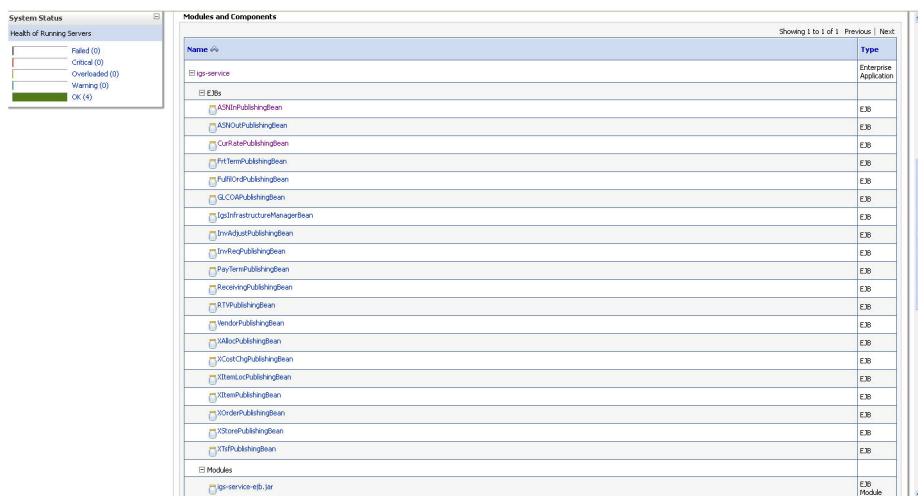 System Status
Health of Running Servers
Failed (0)
Critical (0)
Overloaded (0)
Warning (0)
OK (4)
Modules and Components
Showing 1 to 1 of 1 Previous | Next
Name Type
igs-service Enterprise Application
EJBs
ASNInPublishingBean EJB
ASNOutPublishingBean EJB
CurRatePublishingBean EJB
FrtTermPublishingBean EJB
FulfilOrdPublishingBean EJB
GLCOAPublishingBean EJB
IgsInfrastructureManagerBean EJB
InvAdjustPublishingBean EJB
InvReqPublishingBean EJB
PayTermPublishingBean EJB
ReceivingPublishingBean EJB
RTVPublishingBean EJB
VendorPublishingBean EJB
XAllocPublishingBean EJB
XCostChgPublishingBean EJB
XItemLocPublishingBean EJB
XItemPublishingBean EJB
XOrderPublishingBean EJB
XStorePublishingBean EJB
XTsfPublishingBean EJB
Modules
igs-service-ejb.jar EJB Module